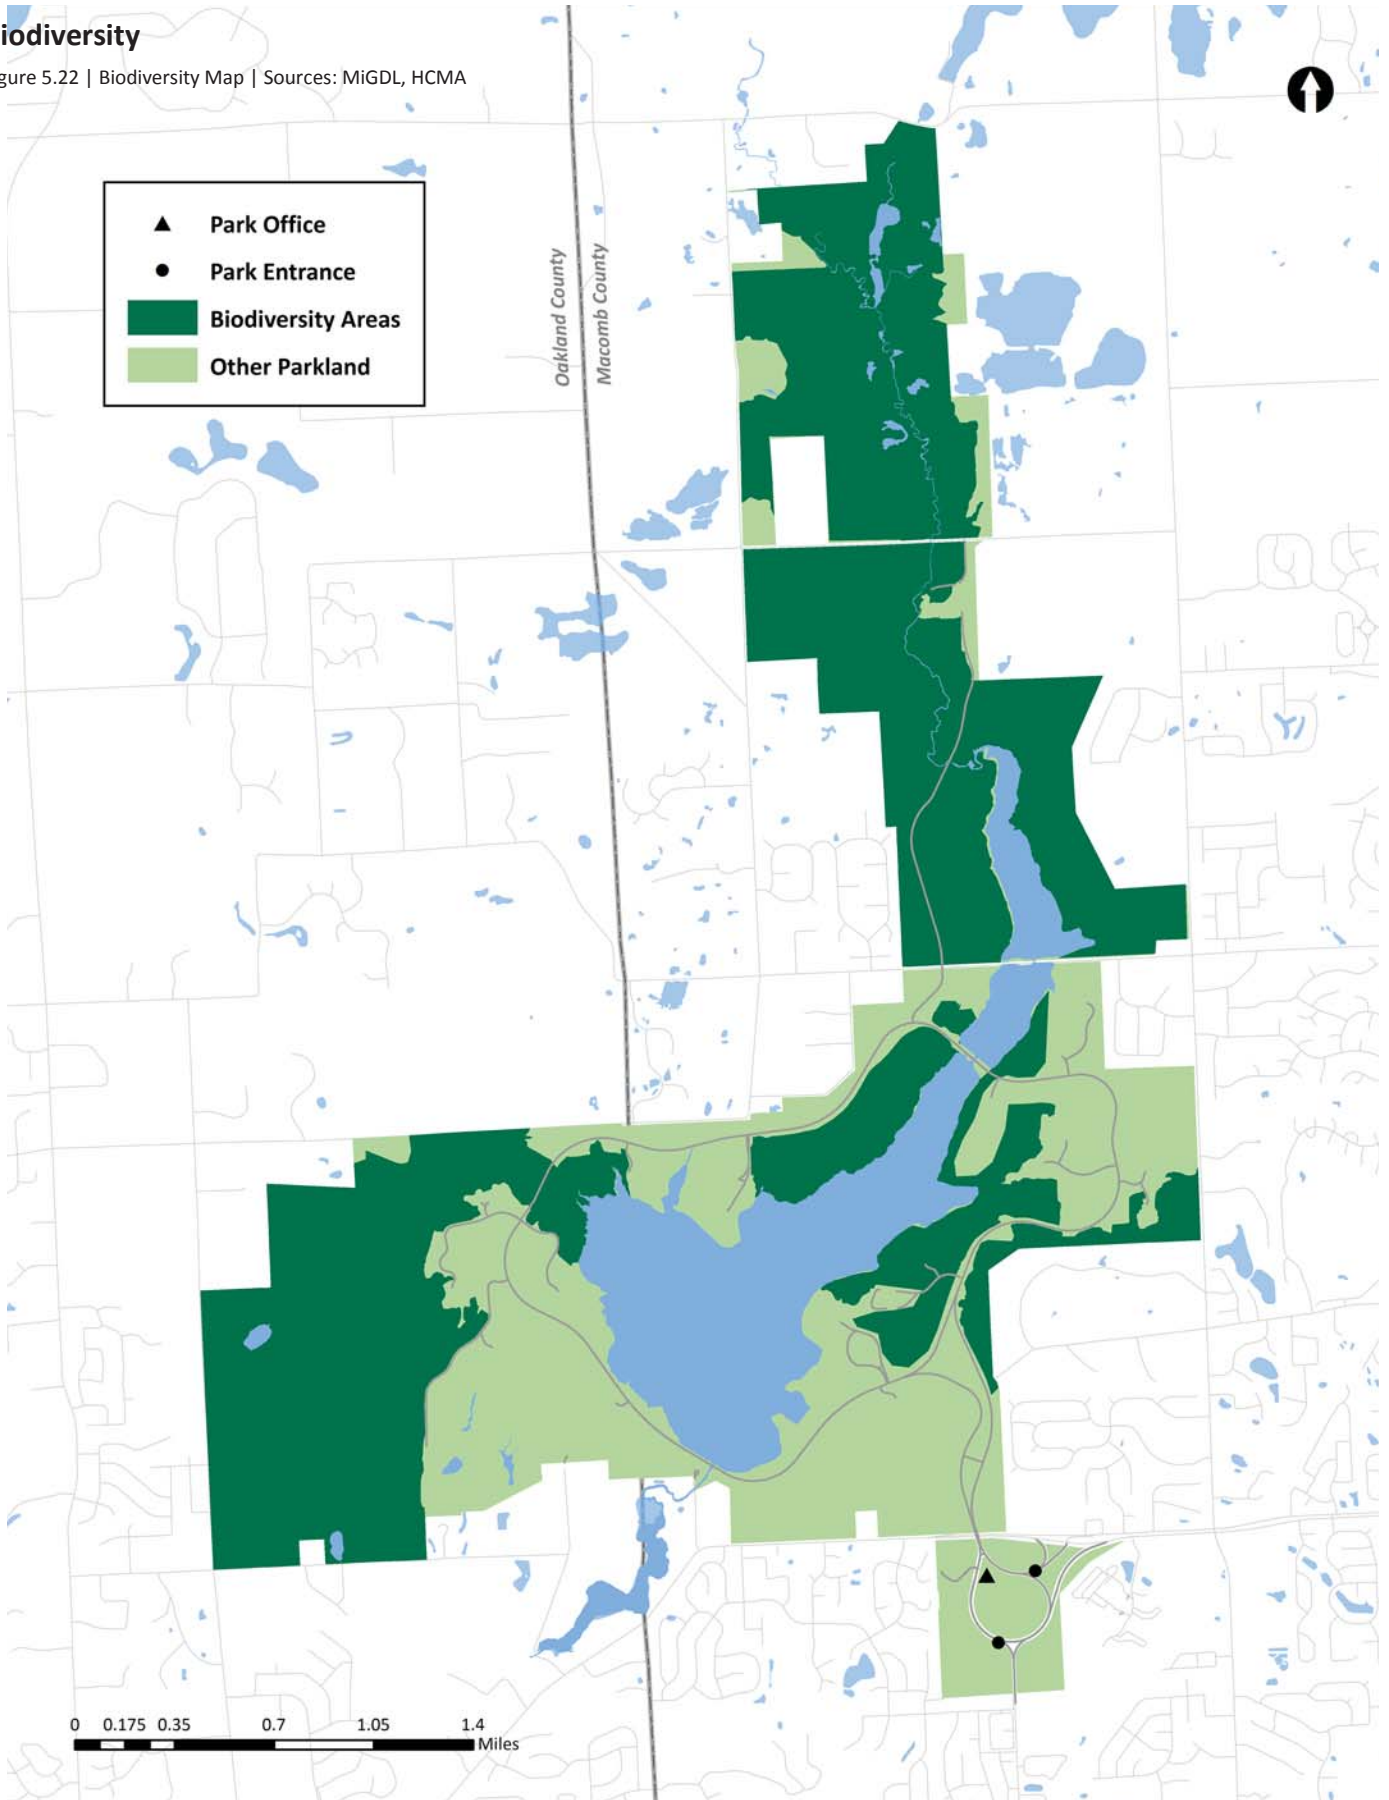 iodiversity
gure 5.22 | Biodiversity Map | Sources: MiGDL, HCMA
Park Office
Park Entrance
Biodiversity Areas
Other Parkland
Oakland County
Macomb County
0 0.175 0.35 0.7 1.05 1.4
Miles